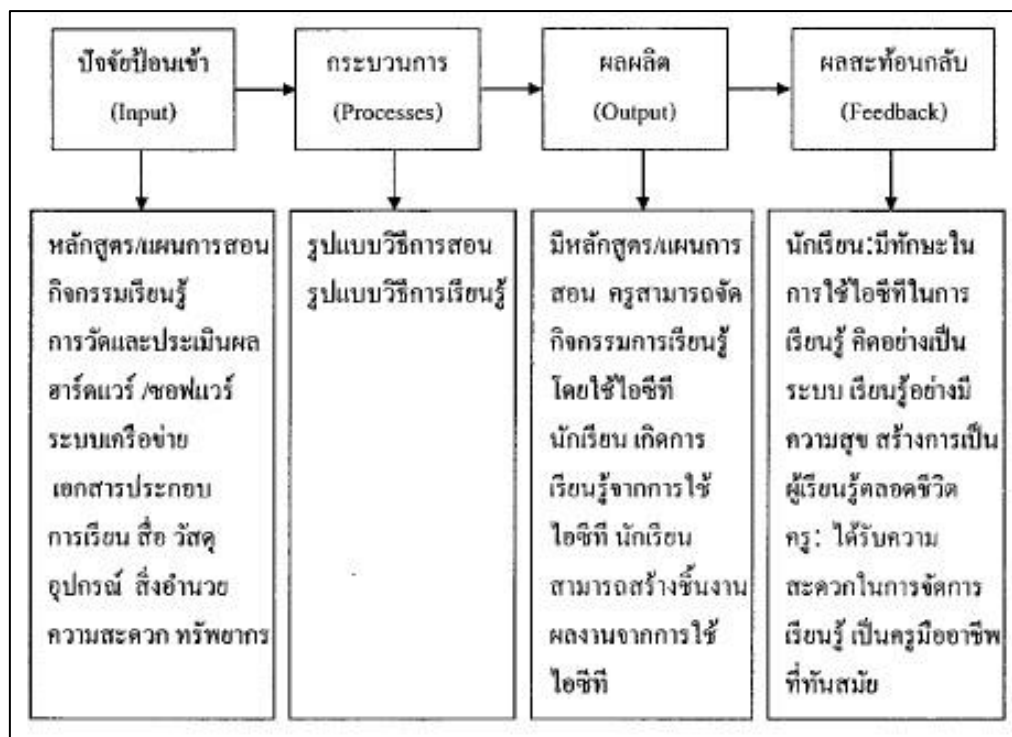 ปัจจัยป้อนเข้า
(Input)
กระบวนการ
(Processes)
ผลผลิต
(Output)
ผลสะท้อนกลับ
(Feedback)
หลักสูตร/แผนการสอน
กิจกรรมเรียนรู้
การวัดและประเมินผล
ฮาร์ดแวร์ /ซอฟแวร์
ระบบเครือข่าย
เอกสารประกอบ
การเรียน สื่อ วัสดุ
อุปกรณ์ สิ่งอำนวย
ความสะดวก ทรัพยากร
รูปแบบวิธีการสอน
รูปแบบวิธีการเรียนรู้
มีหลักสูตร/แผนการ
สอน ครูสามารถจัด
กิจกรรมการเรียนรู้
โดยใช้ไอซีที
นักเรียน เกิดการ
เรียนรู้จากการใช้
ไอซีที นักเรียน
สามารถสร้างชิ้นงาน
ผลงานจากการใช้
ไอซีที
นักเรียน:มีทักษะใน
การใช้ไอซีทีในการ
เรียนรู้ คิดอย่างเป็น
ระบบ เรียนรู้อย่างมี
ความสุข สร้างการเป็น
ผู้เรียนรู้ตลอดชีวิต
ครู: ได้รับความ
สะดวกในการจัดการ
เรียนรู้ เป็นครูมืออาชีพ
ที่ทันสมัย